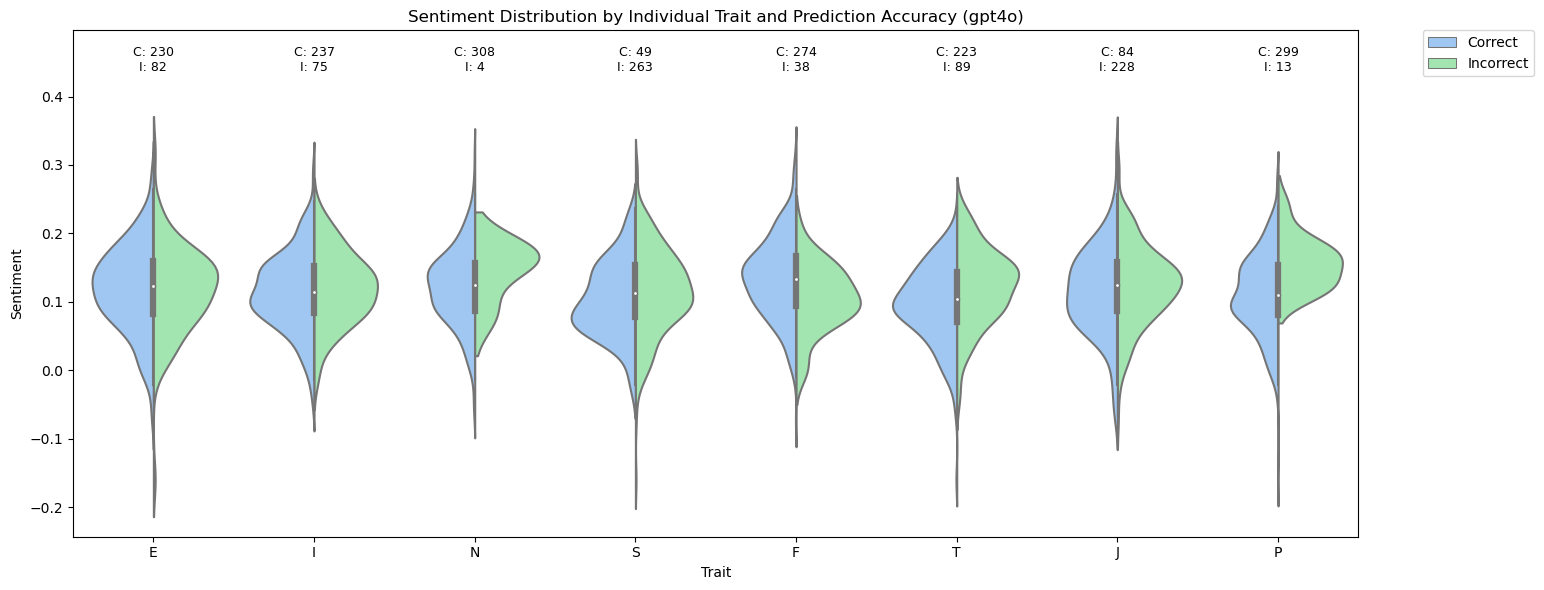 Sentiment Distribution by Individual Trait and Prediction Accuracy (gpt4o)
C: 230
I: 82
C: 237
I: 75
C: 308
I: 4
C: 49
I: 263
C: 274
I: 38
C: 223
I: 89
C: 84
I: 228
C: 299
I: 13
Correct
Incorrect
Sentiment
0.4
0.3
0.2
0.1
0.0
−0.1
−0.2
E I N S F T J P
Trait